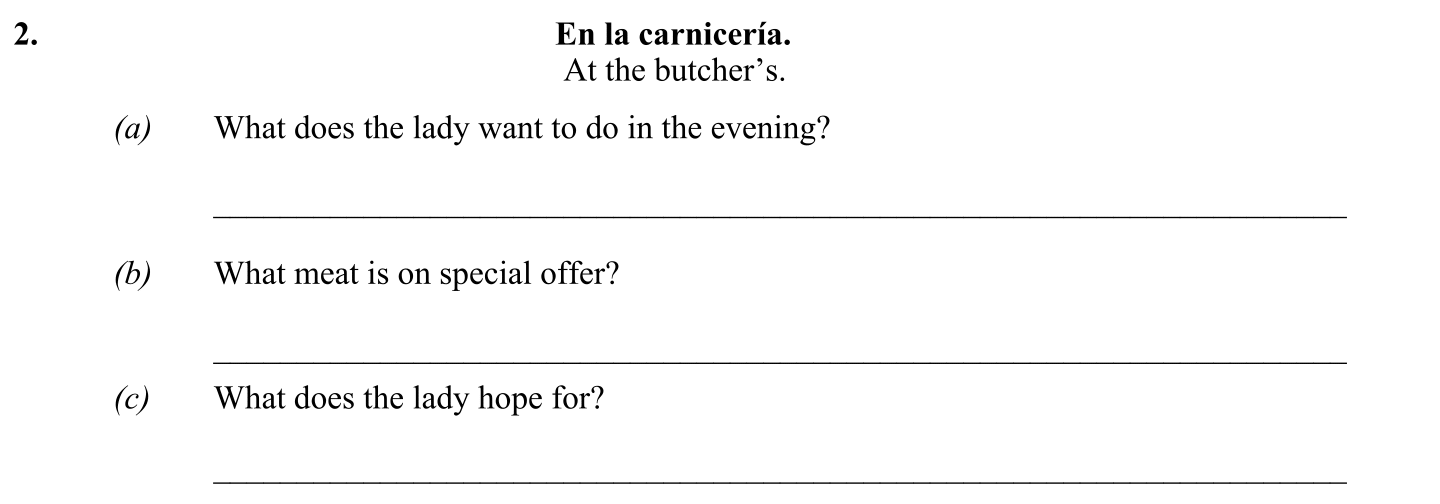 2. En la carnicería.
At the butcher’s.
(a) What does the lady want to do in the evening?
(b) What meat is on special offer?
(c) What does the lady hope for?